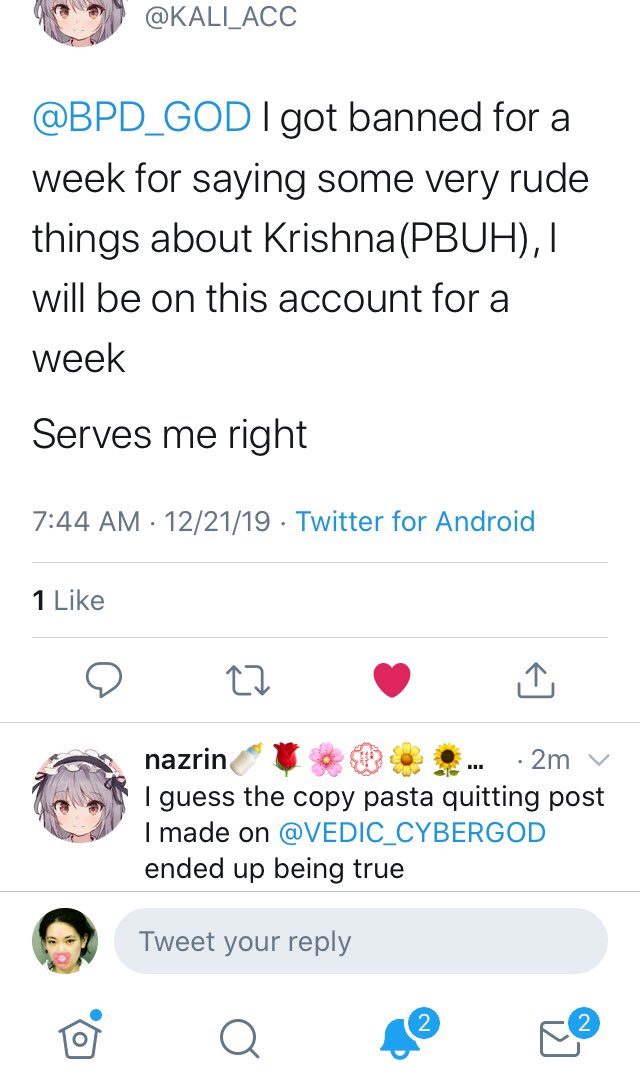 @KALI_ACC
@BPD_GOD I got banned for a
week for saying some very rude
things about Krishna(PBUH), I
will be on this account for a
week
Serves me right
7:44 AM · 12/21/19 · Twitter for Android
1 Like
nazrin🍼🌹🌸💮🌼🌻... · 2m
I guess the copy pasta quitting post
I made on @VEDIC_CYBERGOD
ended up being true
Tweet your reply
2
2